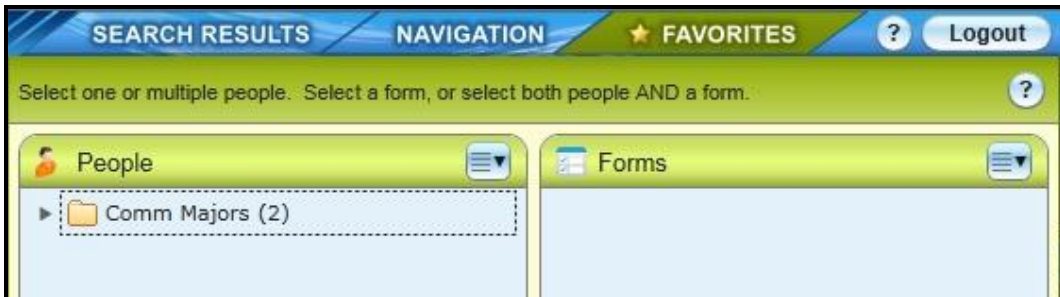 SEARCH RESULTS NAVIGATION FAVORITES ? Logout
Select one or multiple people. Select a form, or select both people AND a form. ?
People Forms
Comm Majors (2)